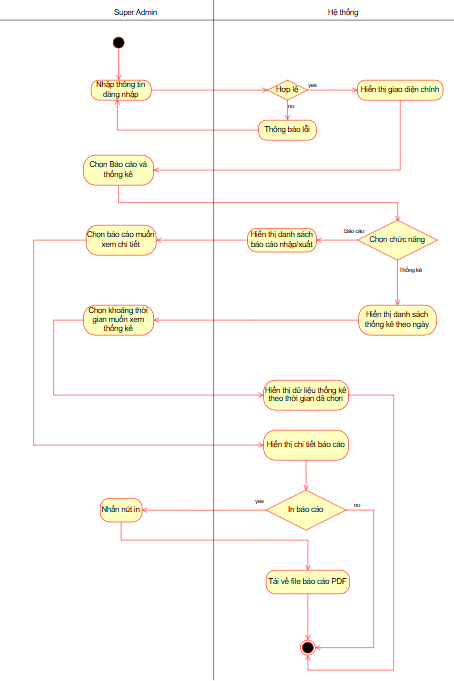 Super Admin
Hệ thống
Nhập thông tin
đăng nhập
Hợp lệ
yes
Hiển thị giao diện chính
no
Thông báo lỗi
Chọn Báo cáo và
thống kê
Chọn báo cáo muốn
xem chi tiết
Hiển thị danh sách
báo cáo nhập/xuất
Báo cáo
Chọn chức năng
Thống kê
Chọn khoảng thời
gian muốn xem
thống kê
Hiển thị danh sách
thống kê theo ngày
Hiển thị dữ liệu thống kê
theo thời gian đã chọn
Hiển thị chi tiết báo cáo
Nhấn nút in
yes
In báo cáo
no
Tải về file báo cáo PDF